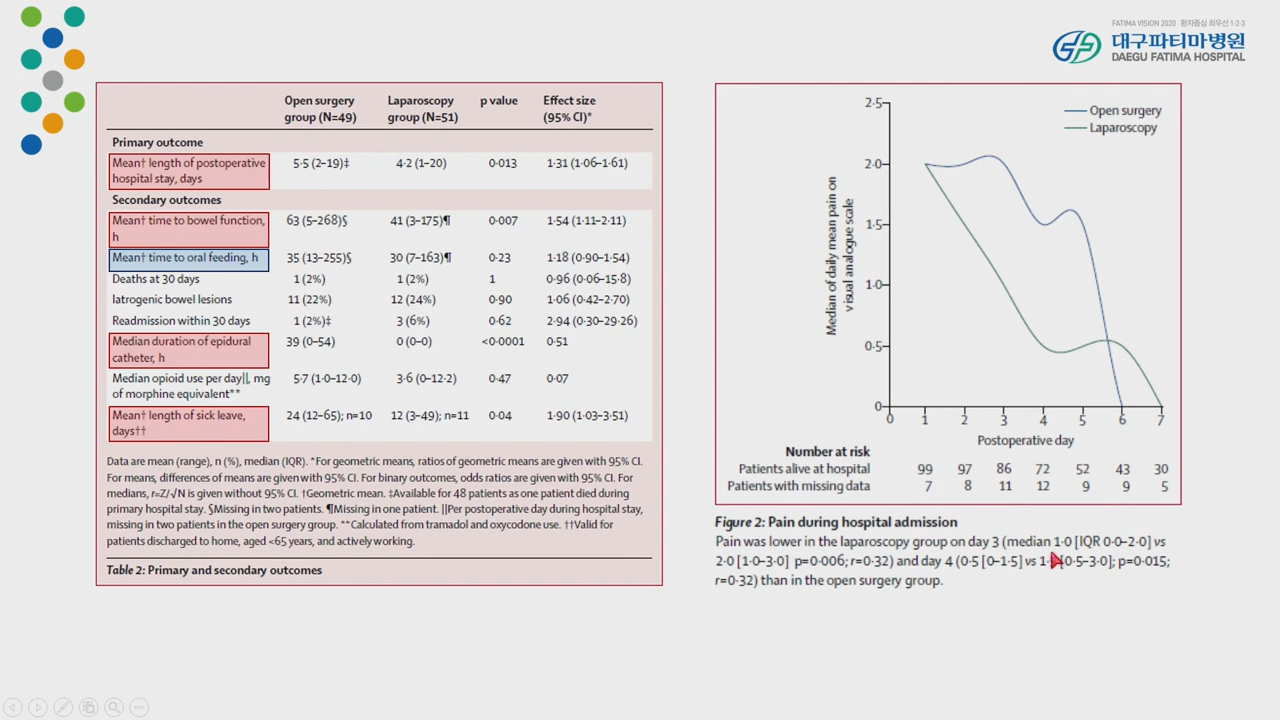 FATIMA VISION 2020 환자중심 최우선 1·2·3
대구파티마병원
DAEGU FATIMA HOSPITAL
Open surgery group (N=49) Laparoscopy group (N=51) p value Effect size (95% CI)*
Primary outcome
Mean† length of postoperative hospital stay, days 5·5 (2–19)‡ 4·2 (1–20) 0·013 1·31 (1·06–1·61)
Secondary outcomes
Mean† time to bowel function, h 63 (5–268)§ 41 (3–175)¶ 0·007 1·54 (1·11–2·11)
Mean† time to oral feeding, h 35 (13–255)§ 30 (7–163)¶ 0·23 1·18 (0·90–1·54)
Deaths at 30 days 1 (2%) 1 (2%) 1 0·96 (0·06–15·8)
Iatrogenic bowel lesions 11 (22%) 12 (24%) 0·90 1·06 (0·42–2·70)
Readmission within 30 days 1 (2%)‡ 3 (6%) 0·62 2·94 (0·30–29·26)
Median duration of epidural catheter, h 39 (0–54) 0 (0–0) <0·0001 0·51
Median opioid use per day||, mg of morphine equivalent** 5·7 (1·0–12·0) 3·6 (0–12·2) 0·47 0·07
Mean† length of sick leave, days†† 24 (12–65); n=10 12 (3–49); n=11 0·04 1·90 (1·03–3·51)
Data are mean (range), n (%), median (IQR). *For geometric means, ratios of geometric means are given with 95% CI.
For means, differences of means are given with 95% CI. For binary outcomes, odds ratios are given with 95% CI. For
medians, r=Z/√N is given without 95% CI. †Geometric mean. ‡Available for 48 patients as one patient died during
primary hospital stay. §Missing in two patients. ¶Missing in one patient. ||Per postoperative day during hospital stay,
missing in two patients in the open surgery group. **Calculated from tramadol and oxycodone use. ††Valid for
patients discharged to home, aged <65 years, and actively working.
Table 2: Primary and secondary outcomes
Open surgery
Laparoscopy
Median of daily mean pain on
visual analogue scale
2·5
2·0
1·5
1·0
0·5
0
0 1 2 3 4 5 6 7
Postoperative day
Number at risk
Patients alive at hospital 99 97 86 72 52 43 30
Patients with missing data 7 8 11 12 9 9 5
Figure 2: Pain during hospital admission
Pain was lower in the laparoscopy group on day 3 (median 1·0 [IQR 0·0–2·0] vs
2·0 [1·0–3·0] p=0·006; r=0·32) and day 4 (0·5 [0–1·5] vs [0·5–3·0]; p=0·015;
r=0·32) than in the open surgery group.